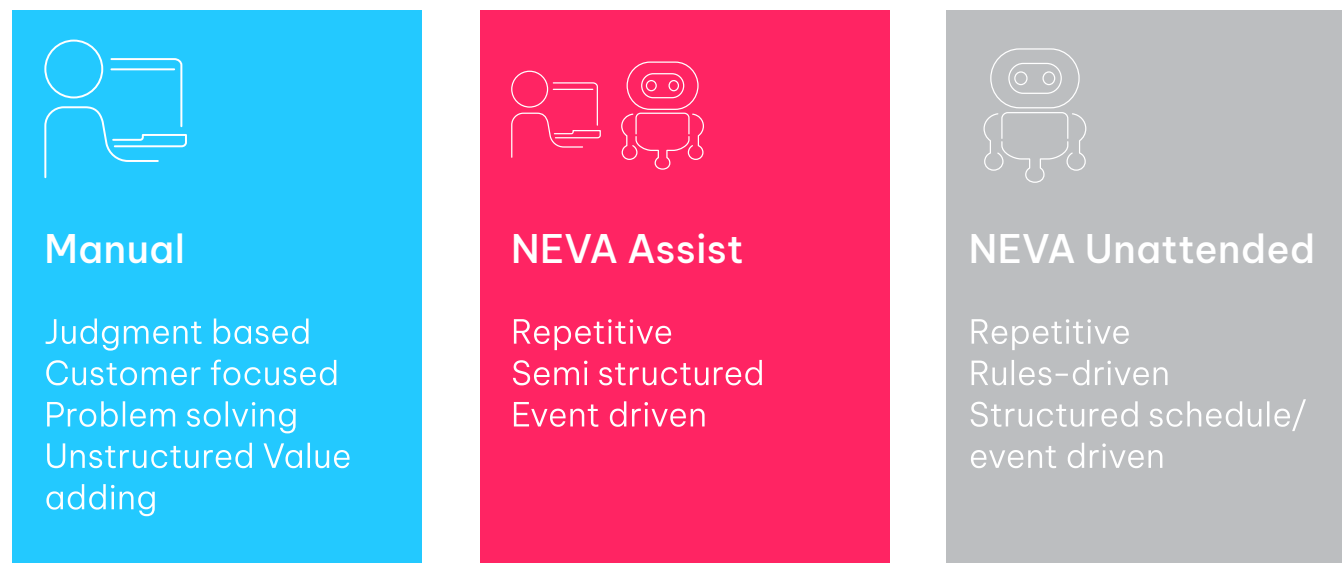 Manual
Judgment based
Customer focused
Problem solving
Unstructured Value
adding
NEVA Assist
Repetitive
Semi structured
Event driven
NEVA Unattended
Repetitive
Rules-driven
Structured schedule/
event driven